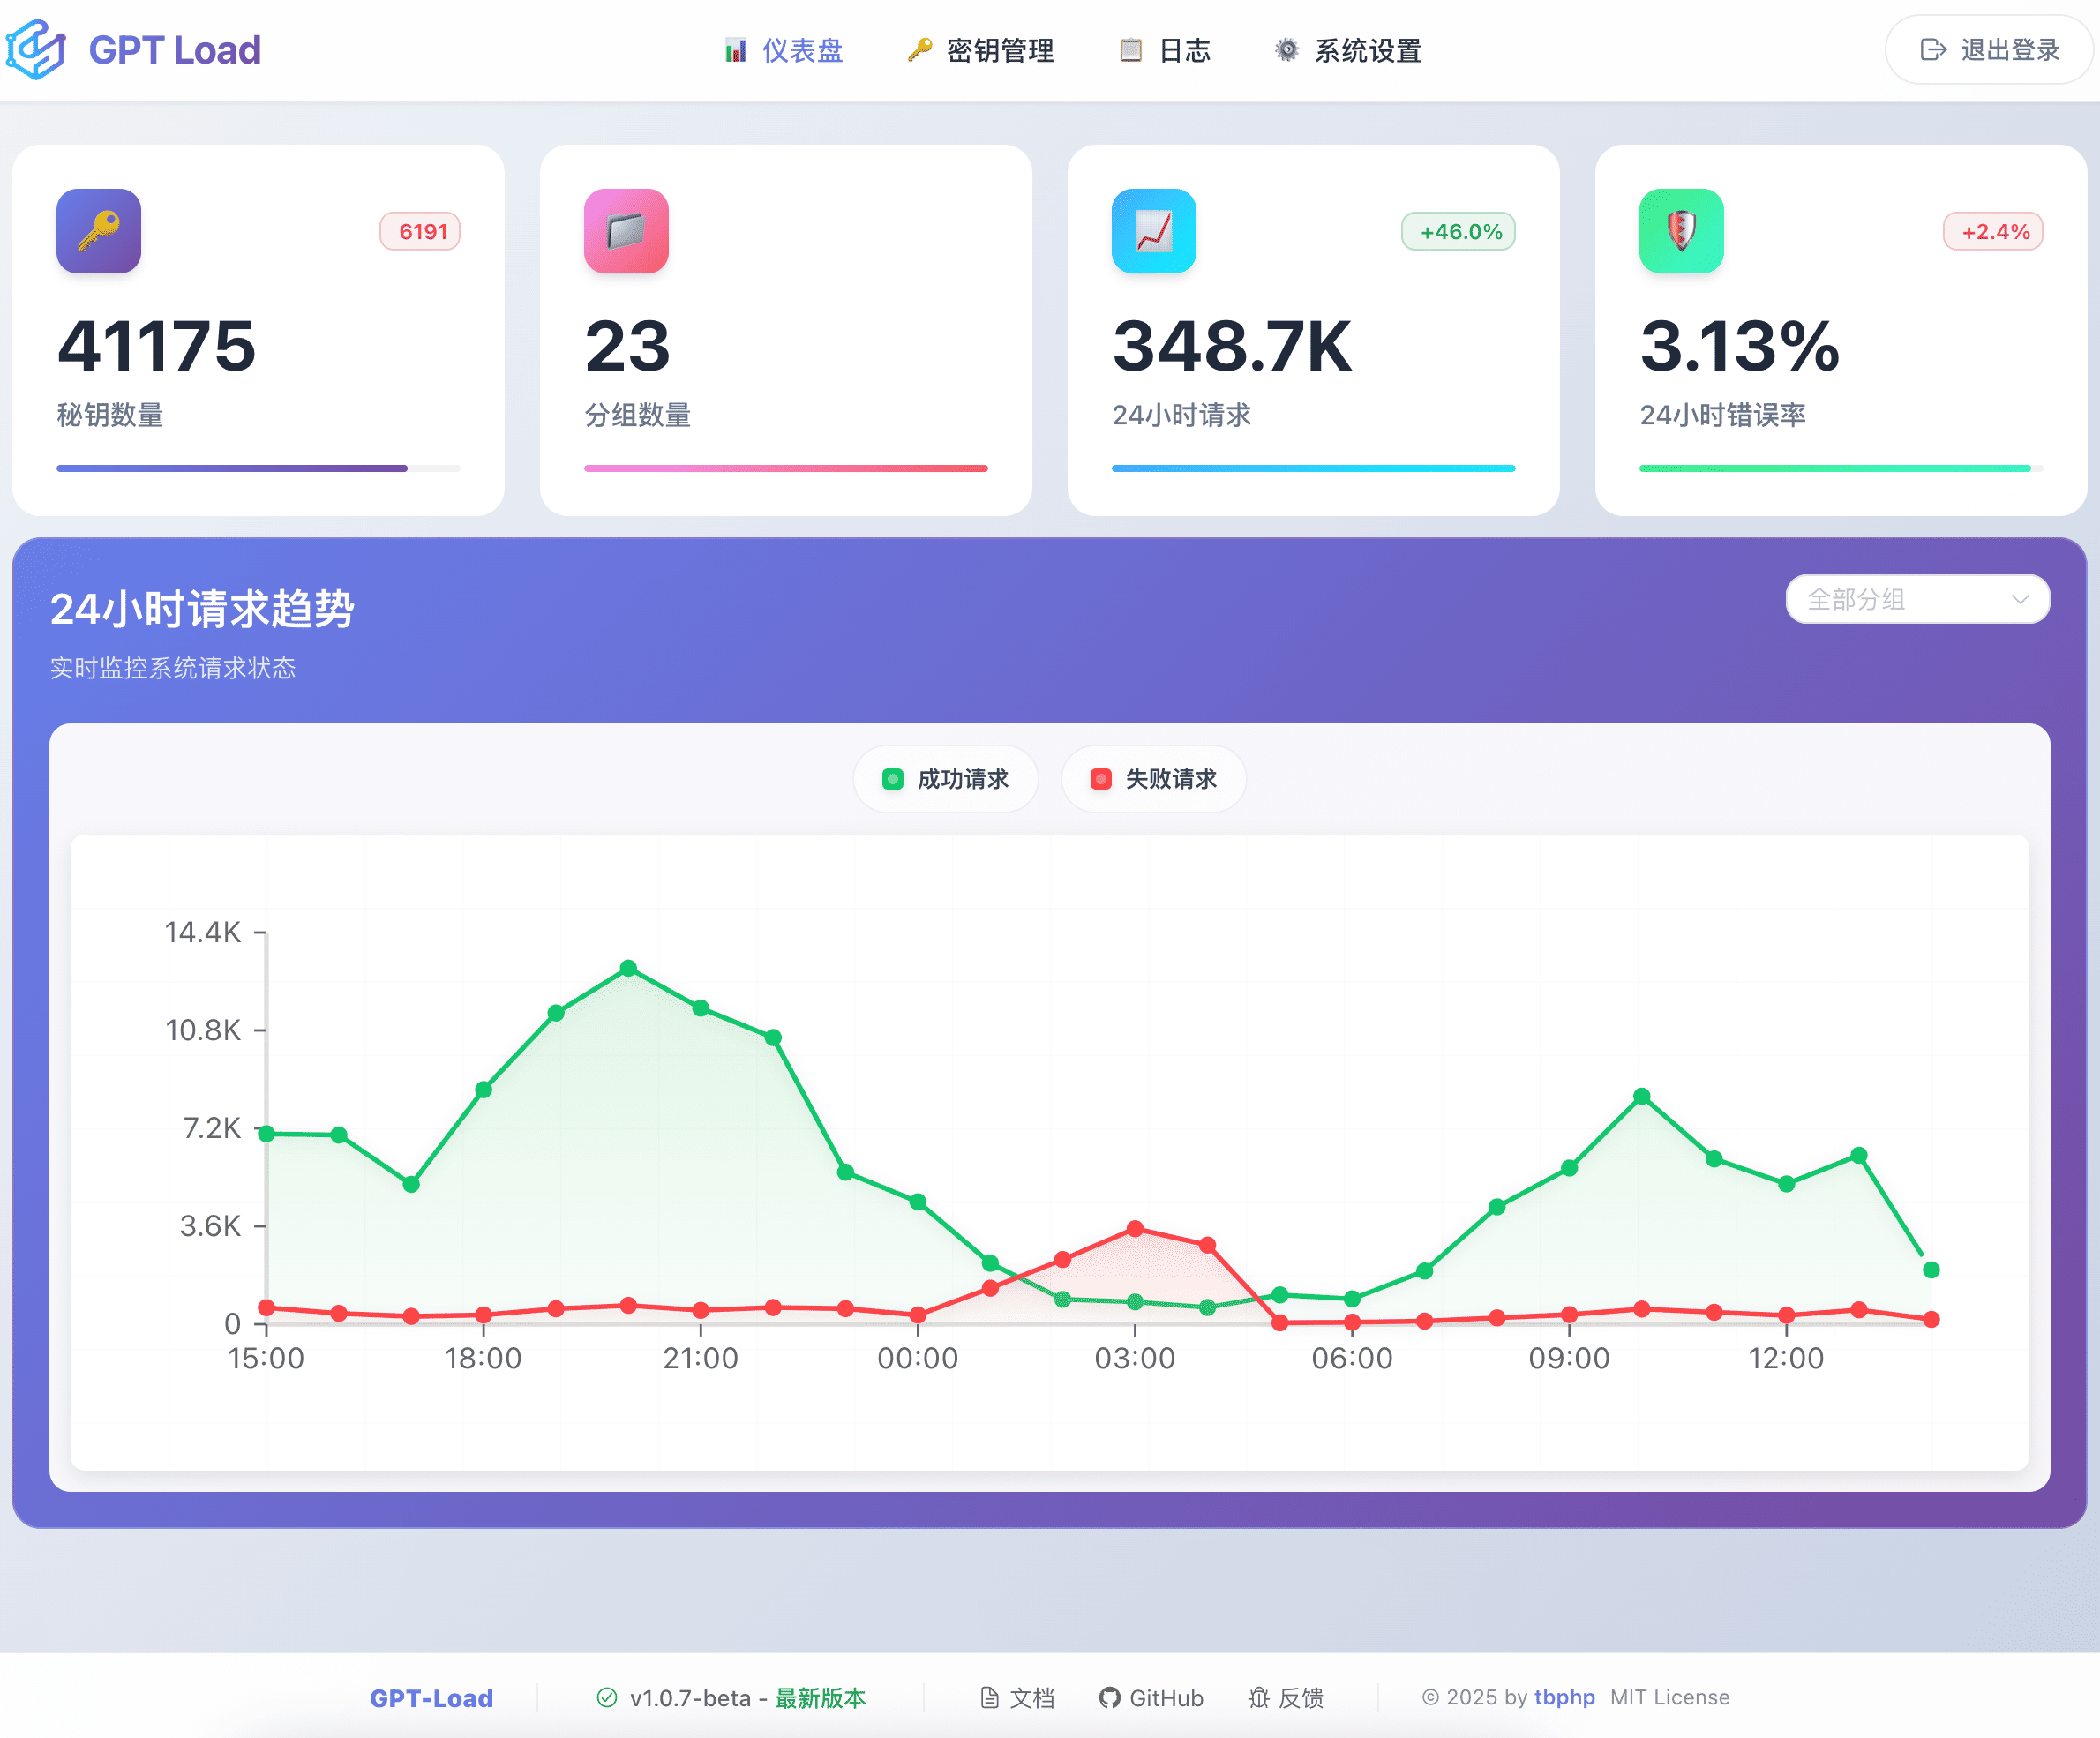 GPT Load
仪表盘
密钥管理
日志
系统设置
退出登录
6191
41175
秘钥数量
23
分组数量
+46.0%
348.7K
24小时请求
+2.4%
3.13%
24小时错误率
24小时请求趋势
全部分组
实时监控系统请求状态
成功请求
失败请求
14.4K
10.8K
7.2K
3.6K
0
15:00 18:00 21:00 00:00 03:00 06:00 09:00 12:00
GPT-Load
v1.0.7-beta - 最新版本
文档
GitHub
反馈
© 2025 by tbphp MIT License